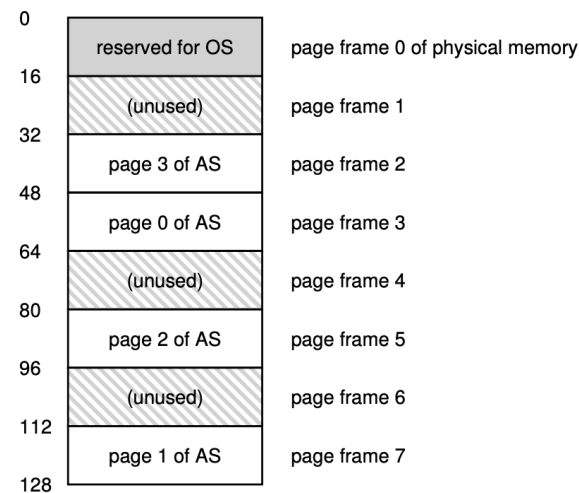 0
reserved for OS page frame 0 of physical memory
16
(unused) page frame 1
32
page 3 of AS page frame 2
48
page 0 of AS page frame 3
64
(unused) page frame 4
80
page 2 of AS page frame 5
96
(unused) page frame 6
112
page 1 of AS page frame 7
128